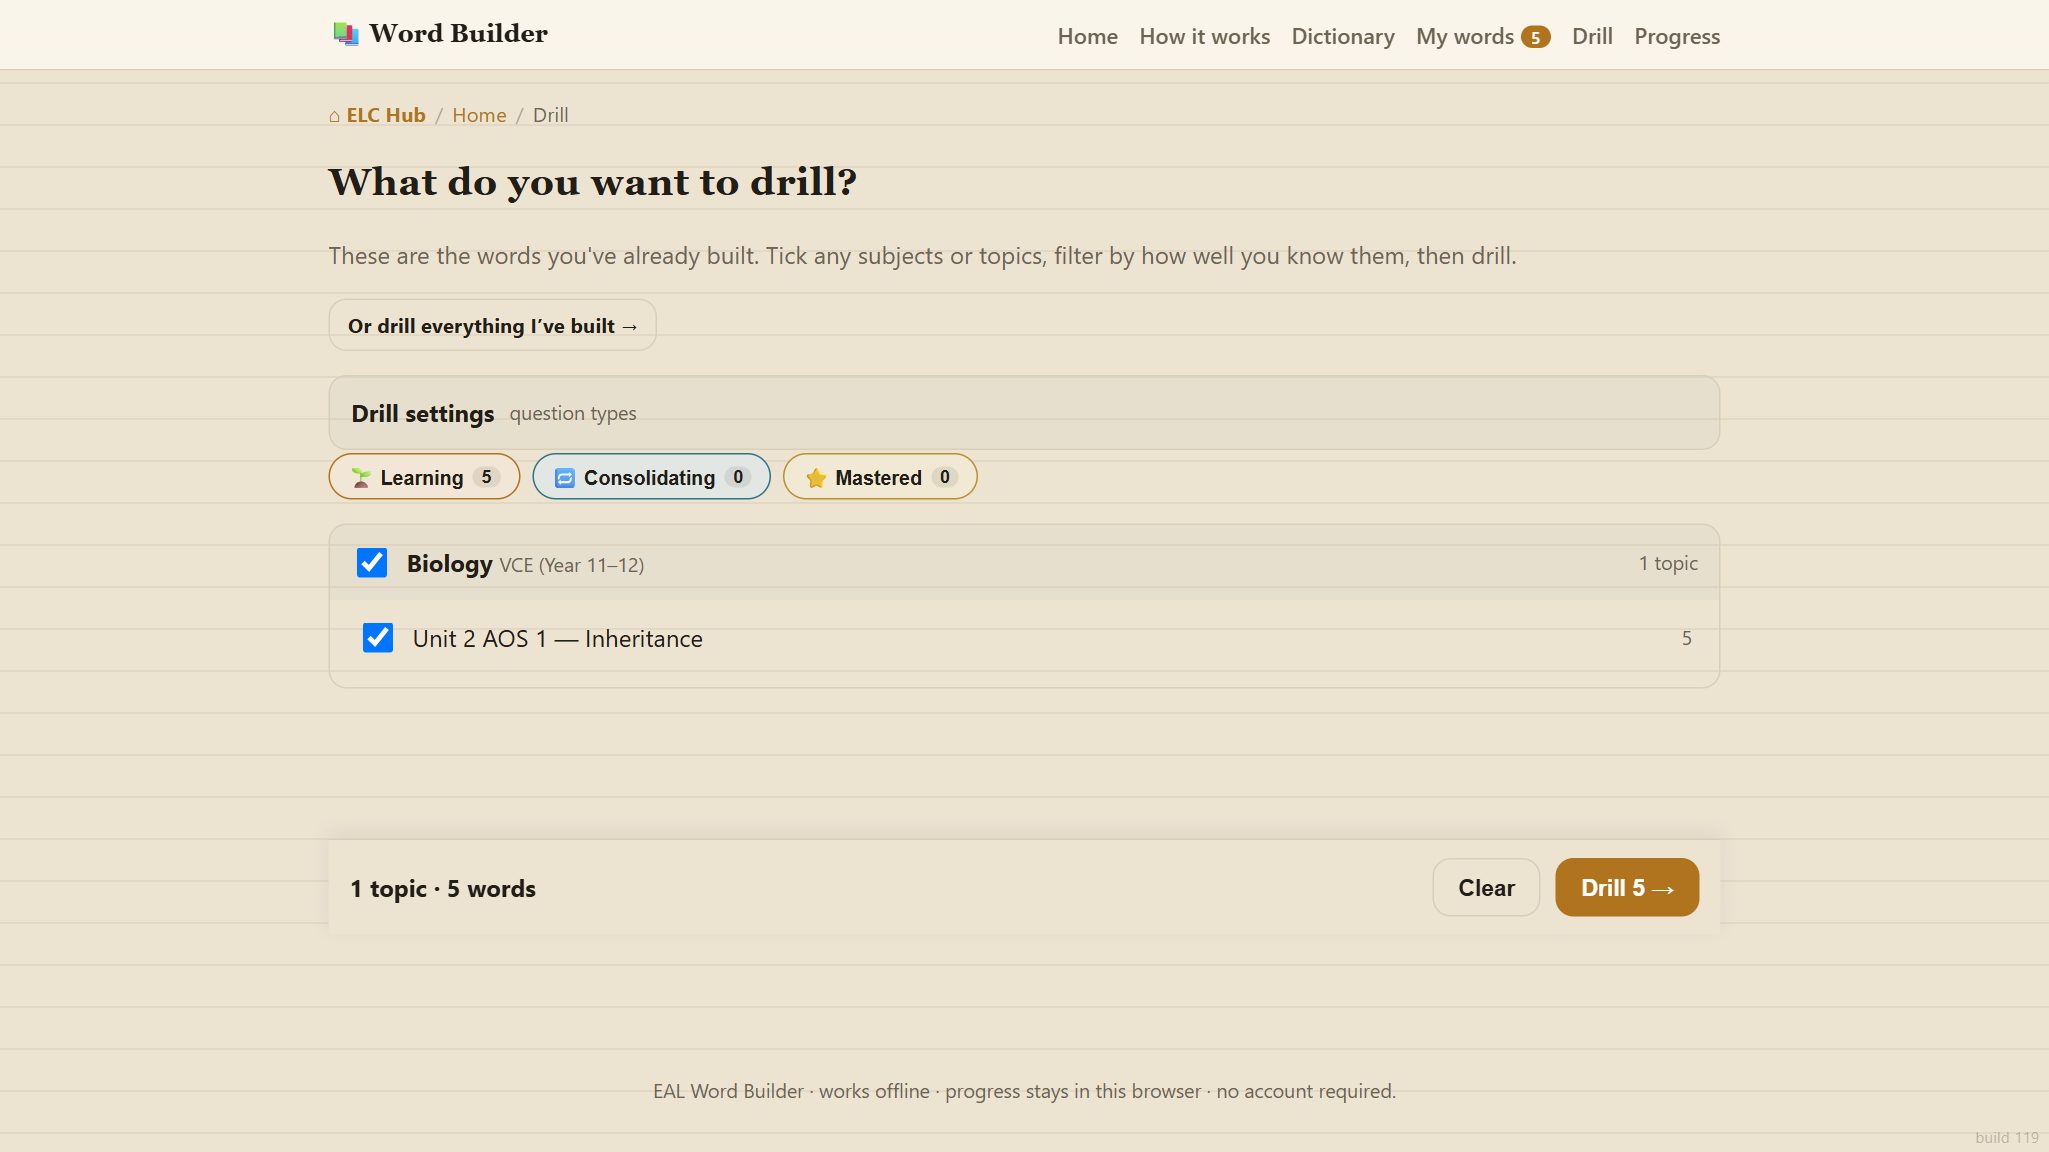 Word Builder
Home How it works Dictionary My words 5 Drill Progress
⌂ ELC Hub / Home / Drill
What do you want to drill?
These are the words you've already built. Tick any subjects or topics, filter by how well you know them, then drill.
Or drill everything I’ve built →
Drill settings question types
Learning 5 Consolidating 0 Mastered 0
Biology VCE (Year 11–12) 1 topic
Unit 2 AOS 1 — Inheritance 5
1 topic · 5 words Clear Drill 5 →
EAL Word Builder · works offline · progress stays in this browser · no account required.
build 119